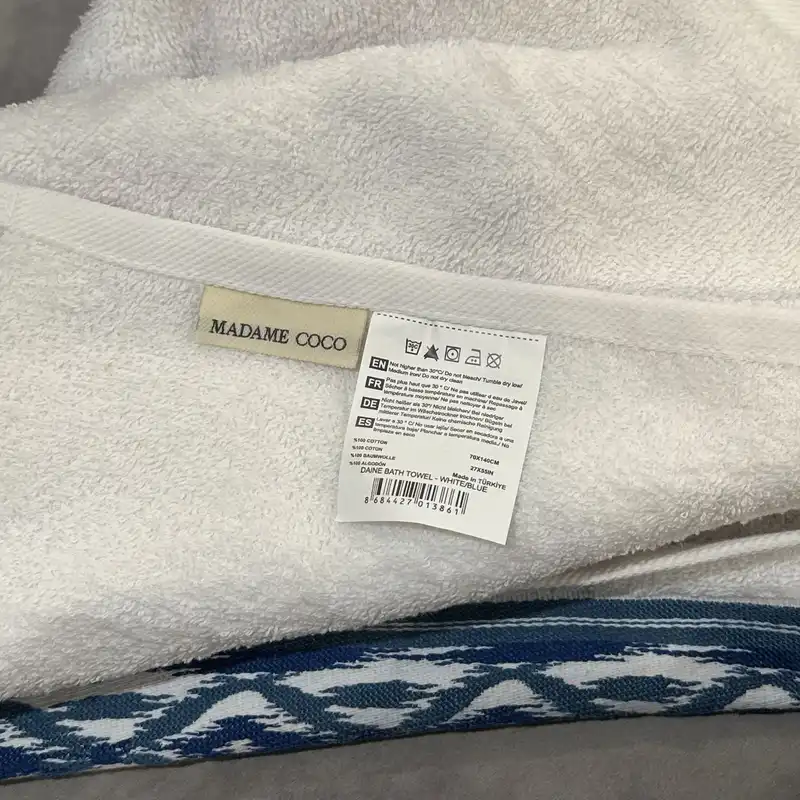 MADAME COCO
30C
EN Not higher than 30°C/ Do not bleach/ Tumble dry low/
Medium iron/ Do not dry clean
FR Pas plus haut que 30 ° C/ Ne pas utiliser d eau de Javel/
Sécher à basse température en machine/ Repassage à
température moyenne/ Ne pas nettoyer à sec
DE Nicht heißer als 30°/ Nicht bleichen/ Bei niedriger
Temperatur im Wäschetrockner trocknen/ Bügeln bei
mittlerer Temperatur/ Keine chemische Reinigung
ES Lavar a 30 ° C/ No usar lejía/ Secar en secadora a una
temperatura baja/ Planchar a temperatura media./ No
limpieza en seco
%100 COTTON
%100 COTON
%100 BAUMWOLLE
%100 ALGODÓN
70X140CM
27X55IN
Made in TÜRKİYE
DAINE BATH TOWEL - WHITE/BLUE
8 684427 013861